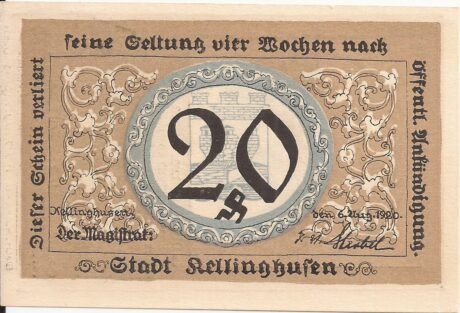 Dieser Schein verliert
seine Geltung vier Wochen nach
öffentl. Ankündigung.
20
Kellinghusen,
den 6. Aug. 1920.
Der Magistrat:
Stadt Kellinghusen